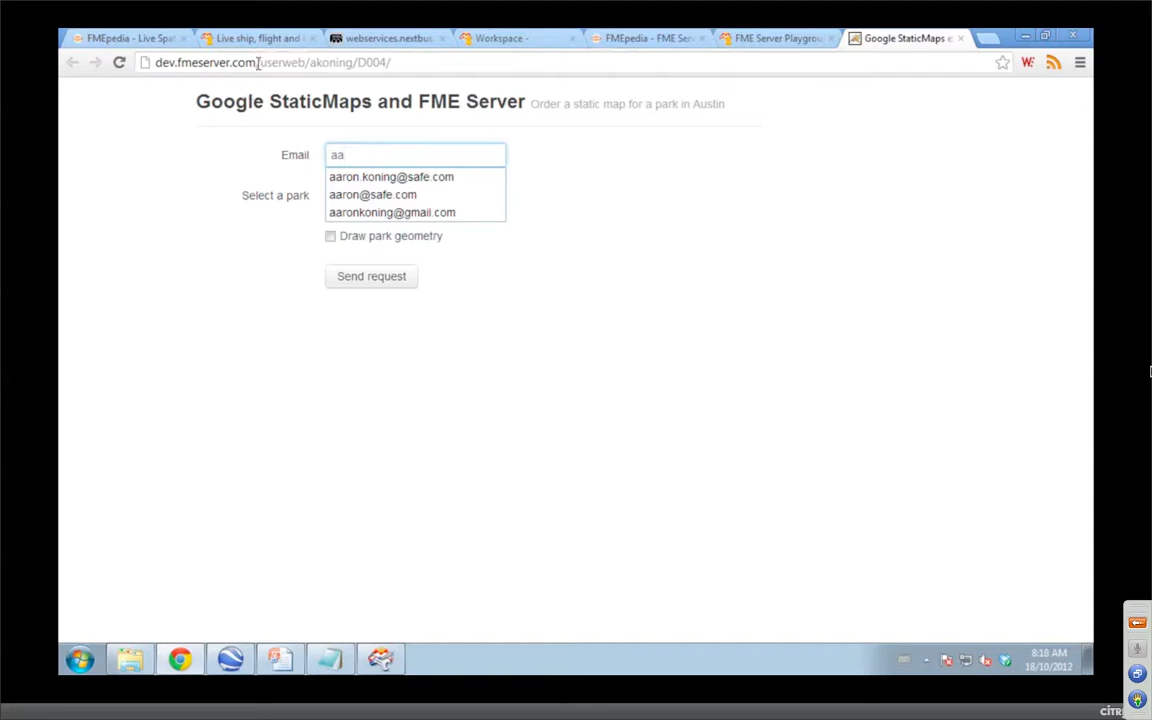 FMEpedia - Live Spat
Live ship, flight and
webservices.nextbus
Workspace -
FMEpedia - FME Serv
FME Server Playgroun
Google StaticMaps e
dev.fmeserver.com/userweb/akoning/D004/
Google StaticMaps and FME Server Order a static map for a park in Austin
Email aa
aaron.koning@safe.com
Select a park
aaron@safe.com
aaronkoning@gmail.com
Draw park geometry
Send request
8:18 AM
18/10/2012